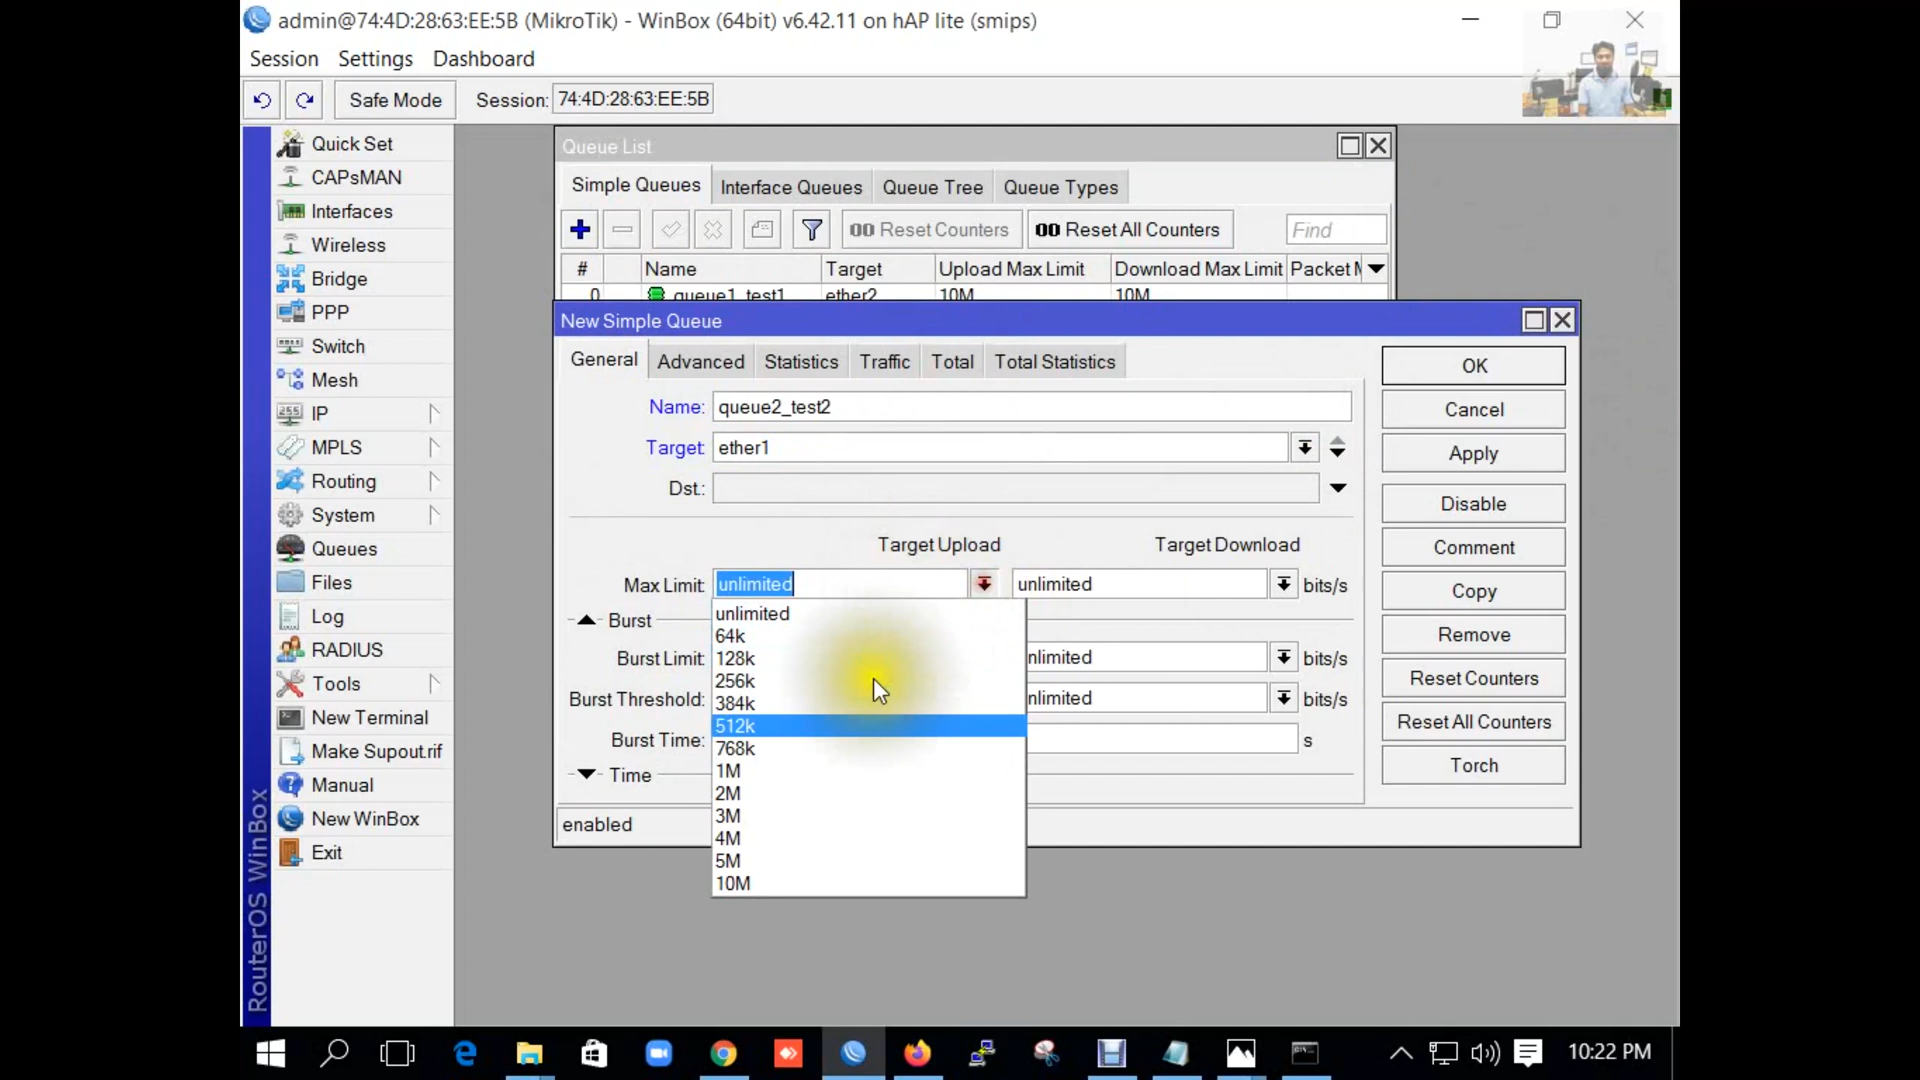 admin@74:4D:28:63:EE:5B (MikroTik) - WinBox (64bit) v6.42.11 on hAP lite (smips)
Session Settings Dashboard
Safe Mode Session: 74:4D:28:63:EE:5B
Quick Set
CAPsMAN
Interfaces
Wireless
Bridge
PPP
Switch
Mesh
IP
MPLS
Routing
System
Queues
Files
Log
RADIUS
Tools
New Terminal
Make Supout.rif
Manual
New WinBox
Exit
RouterOS WinBox
Queue List
Simple Queues Interface Queues Queue Tree Queue Types
00 Reset Counters 00 Reset All Counters Find
# Name Target Upload Max Limit Download Max Limit Packet M
0 queue1_test1 ether2 10M 10M
New Simple Queue
General Advanced Statistics Traffic Total Total Statistics
Name: queue2_test2
Target: ether1
Dst.:
Target Upload Target Download
Max Limit: unlimited unlimited bits/s
unlimited
64k
128k
256k
384k
512k
768k
1M
2M
3M
4M
5M
10M
Burst
Burst Limit: nlimited bits/s
Burst Threshold: nlimited bits/s
Burst Time: s
Time
enabled
OK
Cancel
Apply
Disable
Comment
Copy
Remove
Reset Counters
Reset All Counters
Torch
10:22 PM